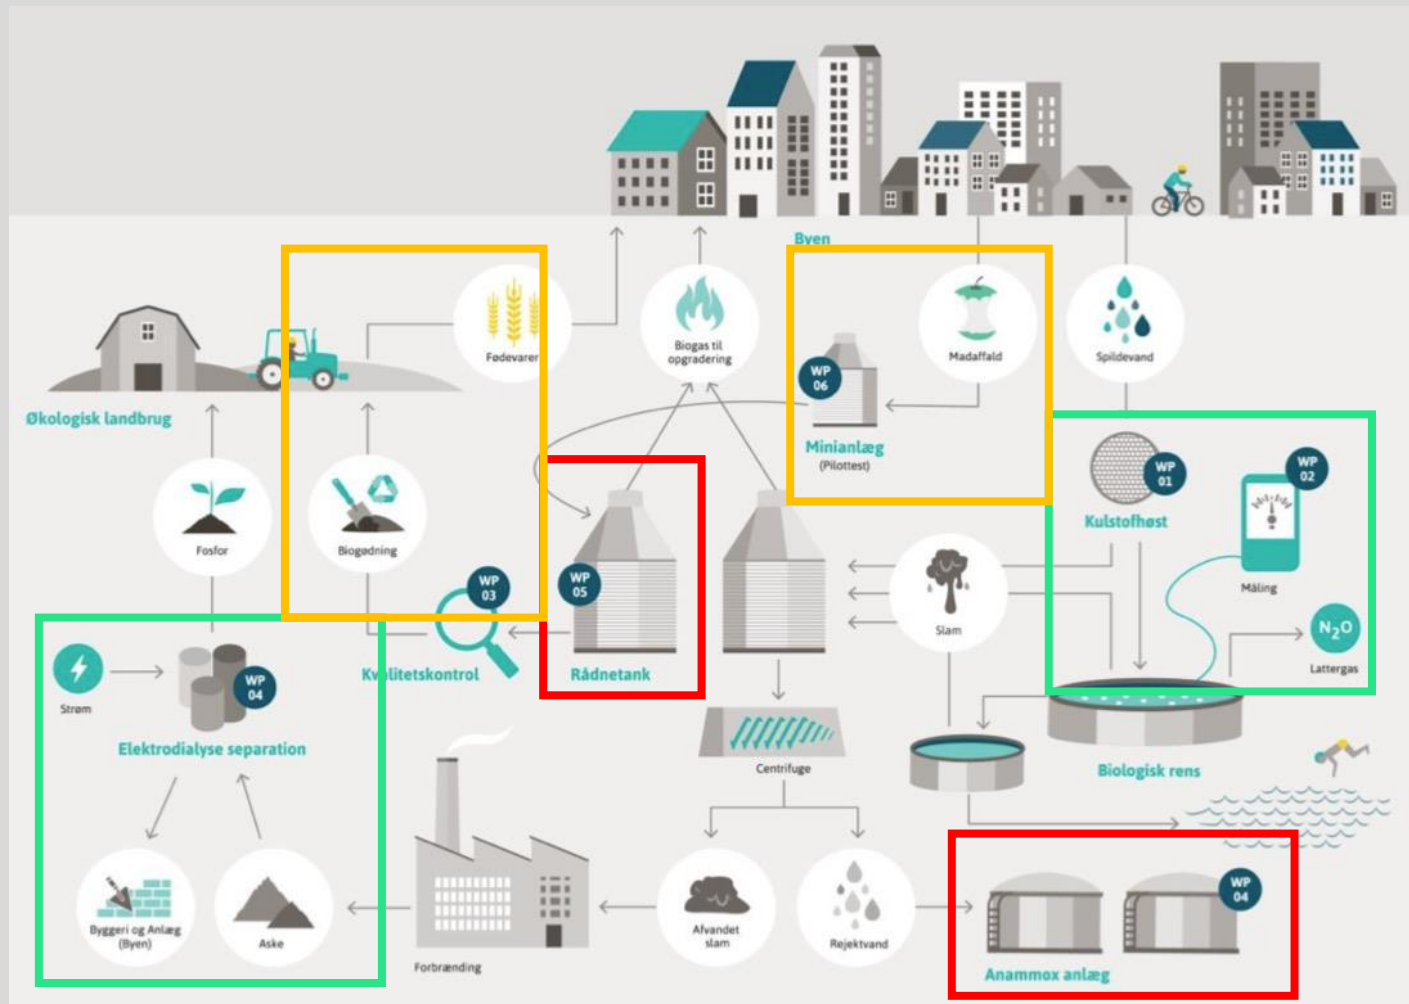 Byen
Fødevarer
Biogas til
opgradering
Madaffald
Spildevand
WP
06
Minianlæg
(Pilottest)
Økologisk landbrug
WP
01
WP
02
Kulstofhøst
Måling
Fosfor
Biogødning
WP
03
WP
05
Slam
N₂O
Lattergas
Kvalitetskontrol
Rådnetank
Strøm
WP
04
Elektrodialyse separation
Centrifuge
Biologisk rens
WP
04
Byggeri og Anlæg
(Byen)
Aske
Forbrænding
Afvandet
slam
Rejektvand
Anammox anlæg